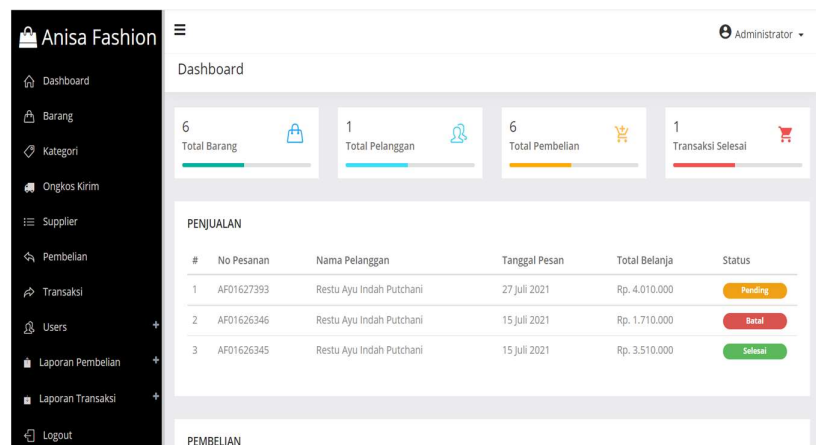 Anisa Fashion
Administrator
Dashboard
Barang
Kategori
Ongkos Kirim
Supplier
Pembelian
Transaksi
Users +
Laporan Pembelian +
Laporan Transaksi +
Logout
Dashboard
6
Total Barang
1
Total Pelanggan
6
Total Pembelian
1
Transaksi Selesai
PENJUALAN
# No Pesanan Nama Pelanggan Tanggal Pesan Total Belanja Status
1 AF01627393 Restu Ayu Indah Putchani 27 Juli 2021 Rp. 4.010.000 Pending
2 AF01626346 Restu Ayu Indah Putchani 15 Juli 2021 Rp. 1.710.000 Batal
3 AF01626345 Restu Ayu Indah Putchani 15 Juli 2021 Rp. 3.510.000 Selesai
PEMBELIAN